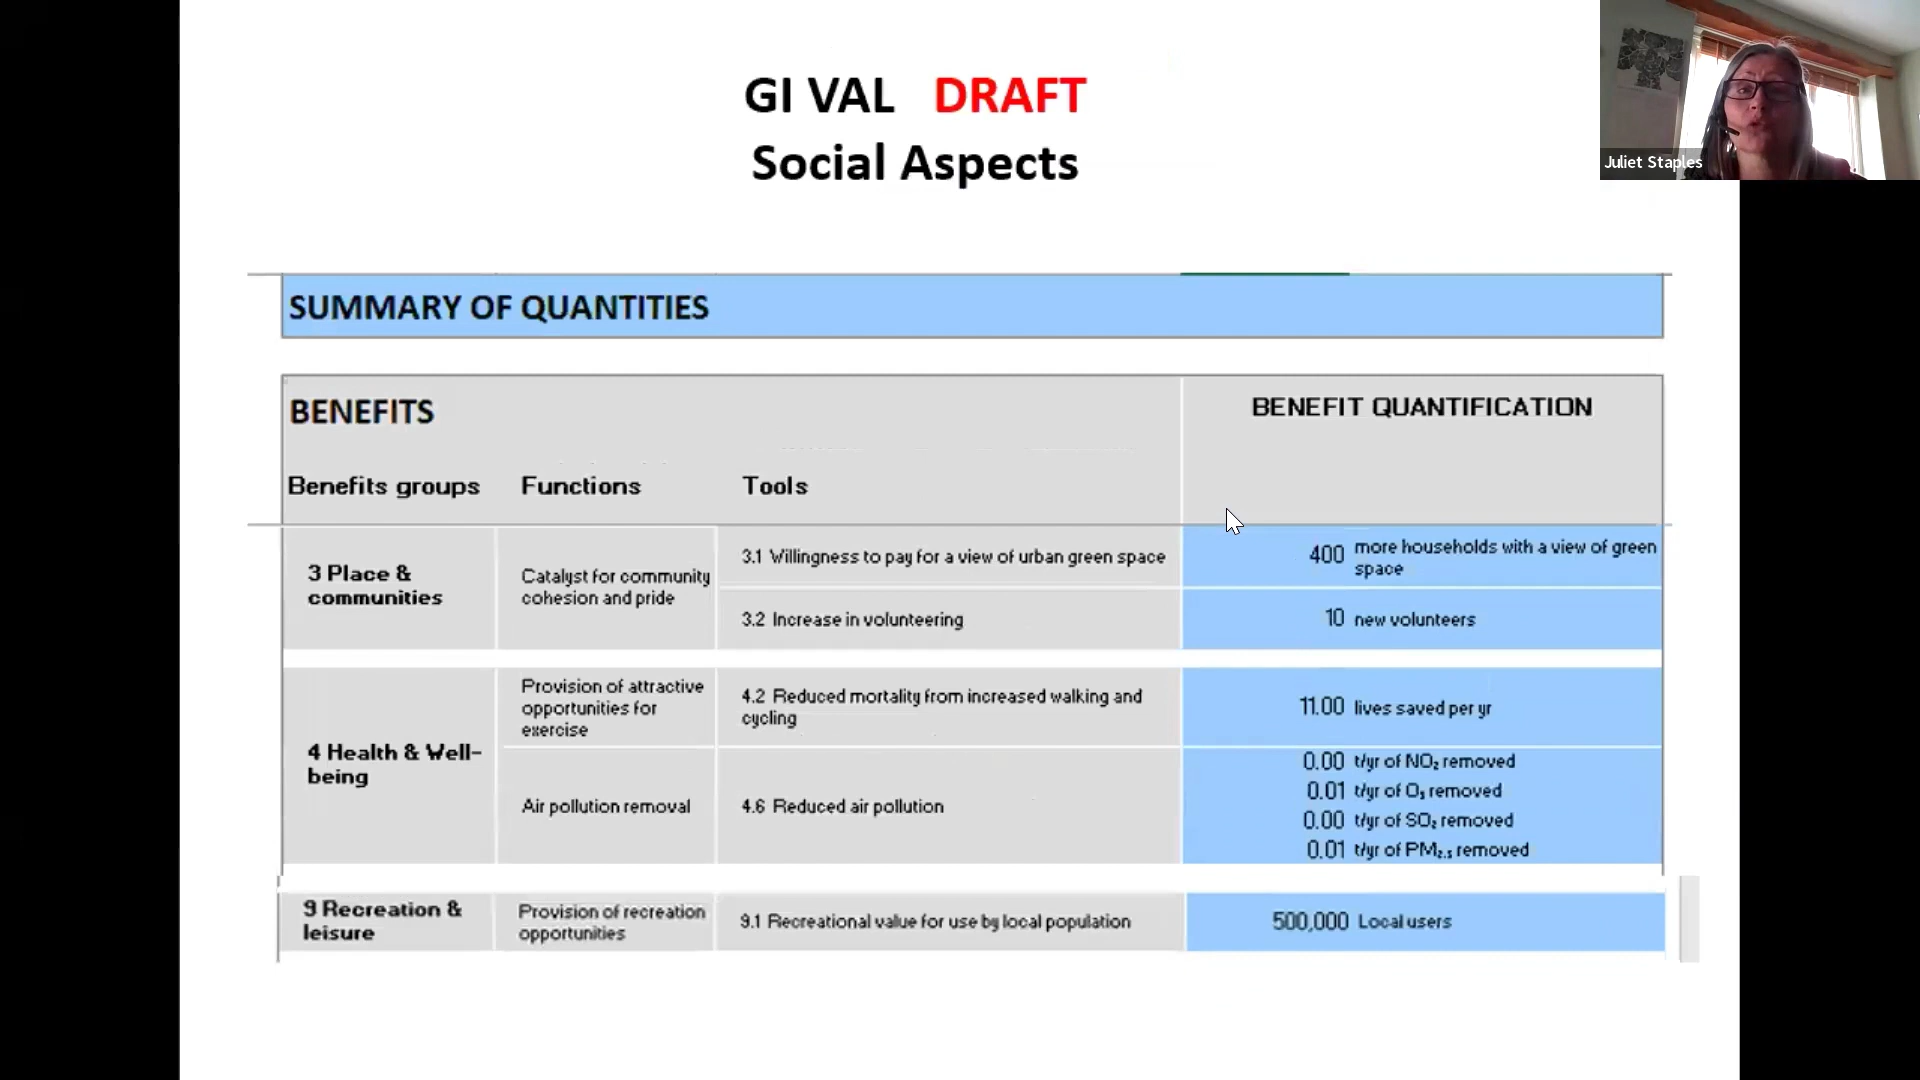 GI VAL DRAFT
Social Aspects
Juliet Staples
SUMMARY OF QUANTITIES
BENEFITS
BENEFIT QUANTIFICATION
Benefits groups
Functions
Tools
3 Place &
communities
Catalyst for community
cohesion and pride
3.1 Willingness to pay for a view of urban green space
400 more households with a view of green
space
3.2 Increase in volunteering
10 new volunteers
4 Health & Well-
being
Provision of attractive
opportunities for
exercise
4.2 Reduced mortality from increased walking and
cycling
11.00 lives saved per yr
Air pollution removal
4.6 Reduced air pollution
0.00 t/yr of NO₂ removed
0.01 t/yr of O₃ removed
0.00 t/yr of SO₂ removed
0.01 t/yr of PM₂.₅ removed
9 Recreation &
leisure
Provision of recreation
opportunities
9.1 Recreational value for use by local population
500,000 Local users